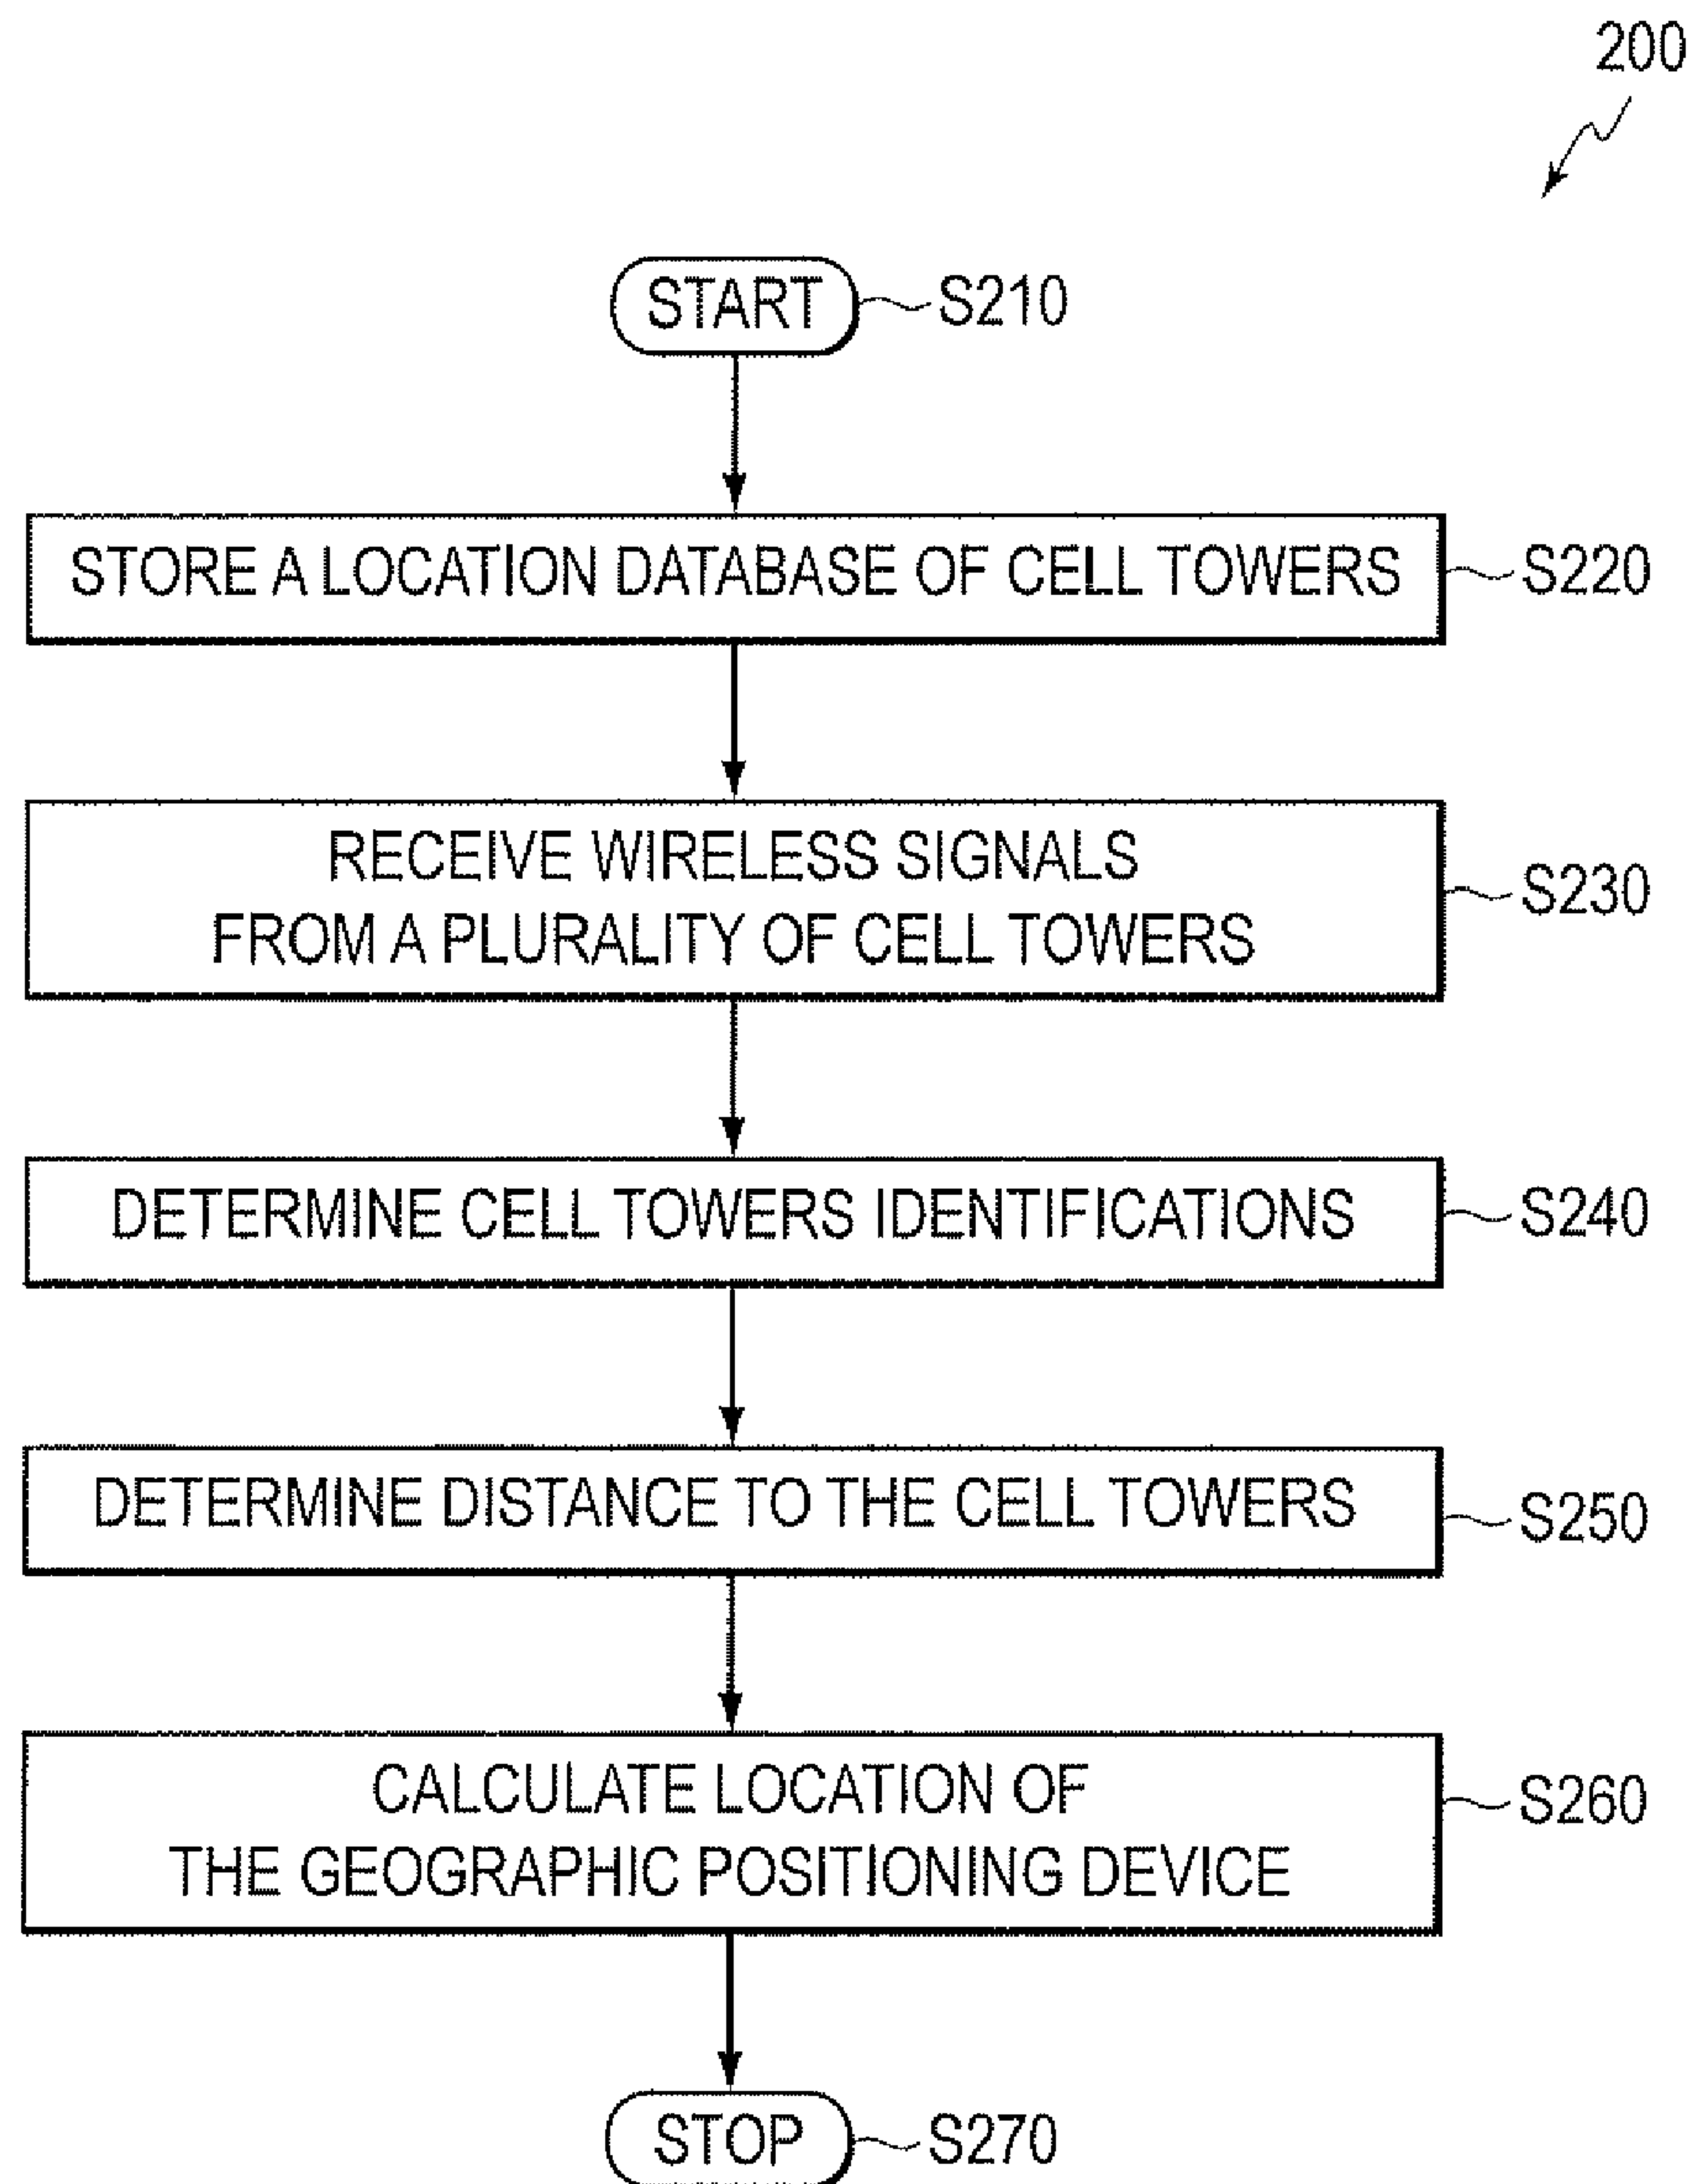 200
START S210
STORE A LOCATION DATABASE OF CELL TOWERS S220
RECEIVE WIRELESS SIGNALS
FROM A PLURALITY OF CELL TOWERS S230
DETERMINE CELL TOWERS IDENTIFICATIONS S240
DETERMINE DISTANCE TO THE CELL TOWERS S250
CALCULATE LOCATION OF
THE GEOGRAPHIC POSITIONING DEVICE S260
STOP S270